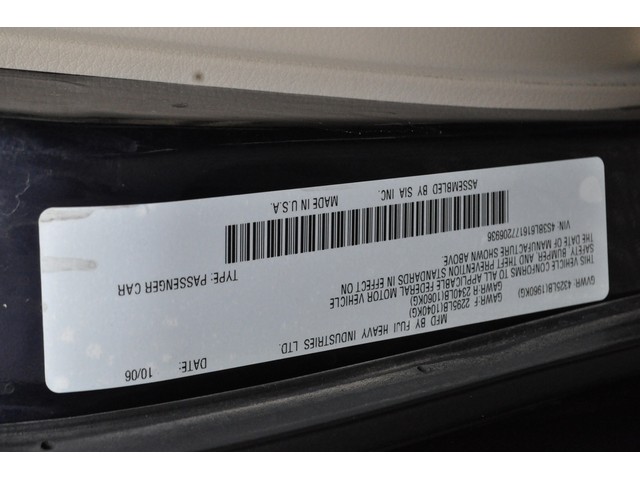 MFD BY FUJI HEAVY INDUSTRIES LTD. DATE: 10/06
GVWR: 4325LB(1960KG) GAWR-F 2295LB(1040KG)
GAWR-R 2340LB(1060KG)
THIS VEHICLE CONFORMS TO ALL APPLICABLE FEDERAL MOTOR VEHICLE
SAFETY BUMPER AND THEFT PREVENTION STANDARDS IN EFFECT ON
THE DATE OF MANUFACTURE SHOWN ABOVE.
VIN: 4S3BL616177206936 TYPE: PASSENGER CAR
ASSEMBLED BY SIA INC. MADE IN U.S.A.